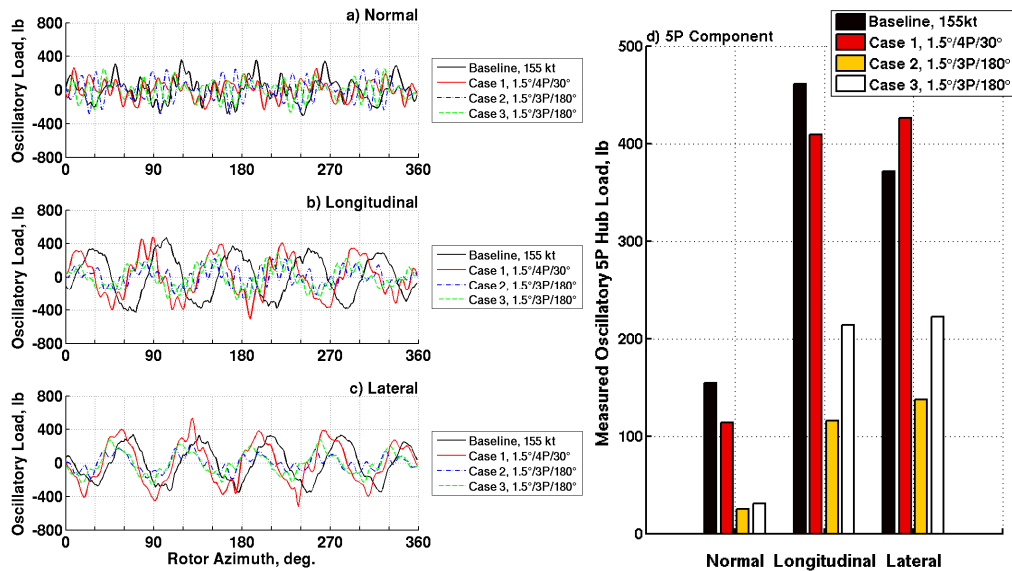 a) Normal
Oscillatory Load, lb
800
400
0
-400
-800
0
90
180
270
360
Baseline, 155 kt
Case 1, 1.5°/4P/30°
Case 2, 1.5°/3P/180°
Case 3, 1.5°/3P/180°
b) Longitudinal
Oscillatory Load, lb
800
400
0
-400
-800
0
90
180
270
360
Baseline, 155 kt
Case 1, 1.5°/4P/30°
Case 2, 1.5°/3P/180°
Case 3, 1.5°/3P/180°
c) Lateral
Oscillatory Load, lb
800
400
0
-400
-800
0
90
180
270
360
Rotor Azimuth, deg.
Baseline, 155 kt
Case 1, 1.5°/4P/30°
Case 2, 1.5°/3P/180°
Case 3, 1.5°/3P/180°
d) 5P Component
Baseline, 155kt
Case 1, 1.5°/4P/30°
Case 2, 1.5°/3P/180°
Case 3, 1.5°/3P/180°
Measured Oscillatory 5P Hub Load, lb
500
400
300
200
100
0
Normal Longitudinal Lateral